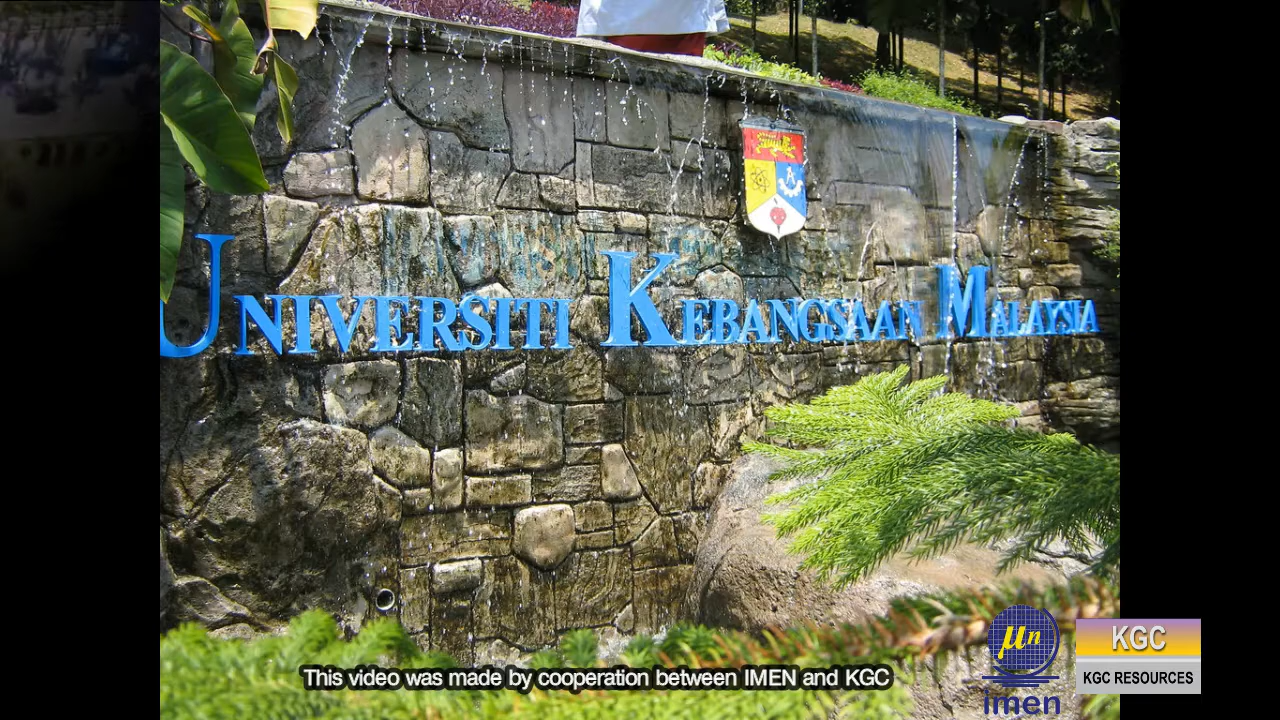 UNIVERSITI KEBANGSAAN MALAYSIA
μn
imen
KGC
KGC RESOURCES
This video was made by cooperation between IMEN and KGC